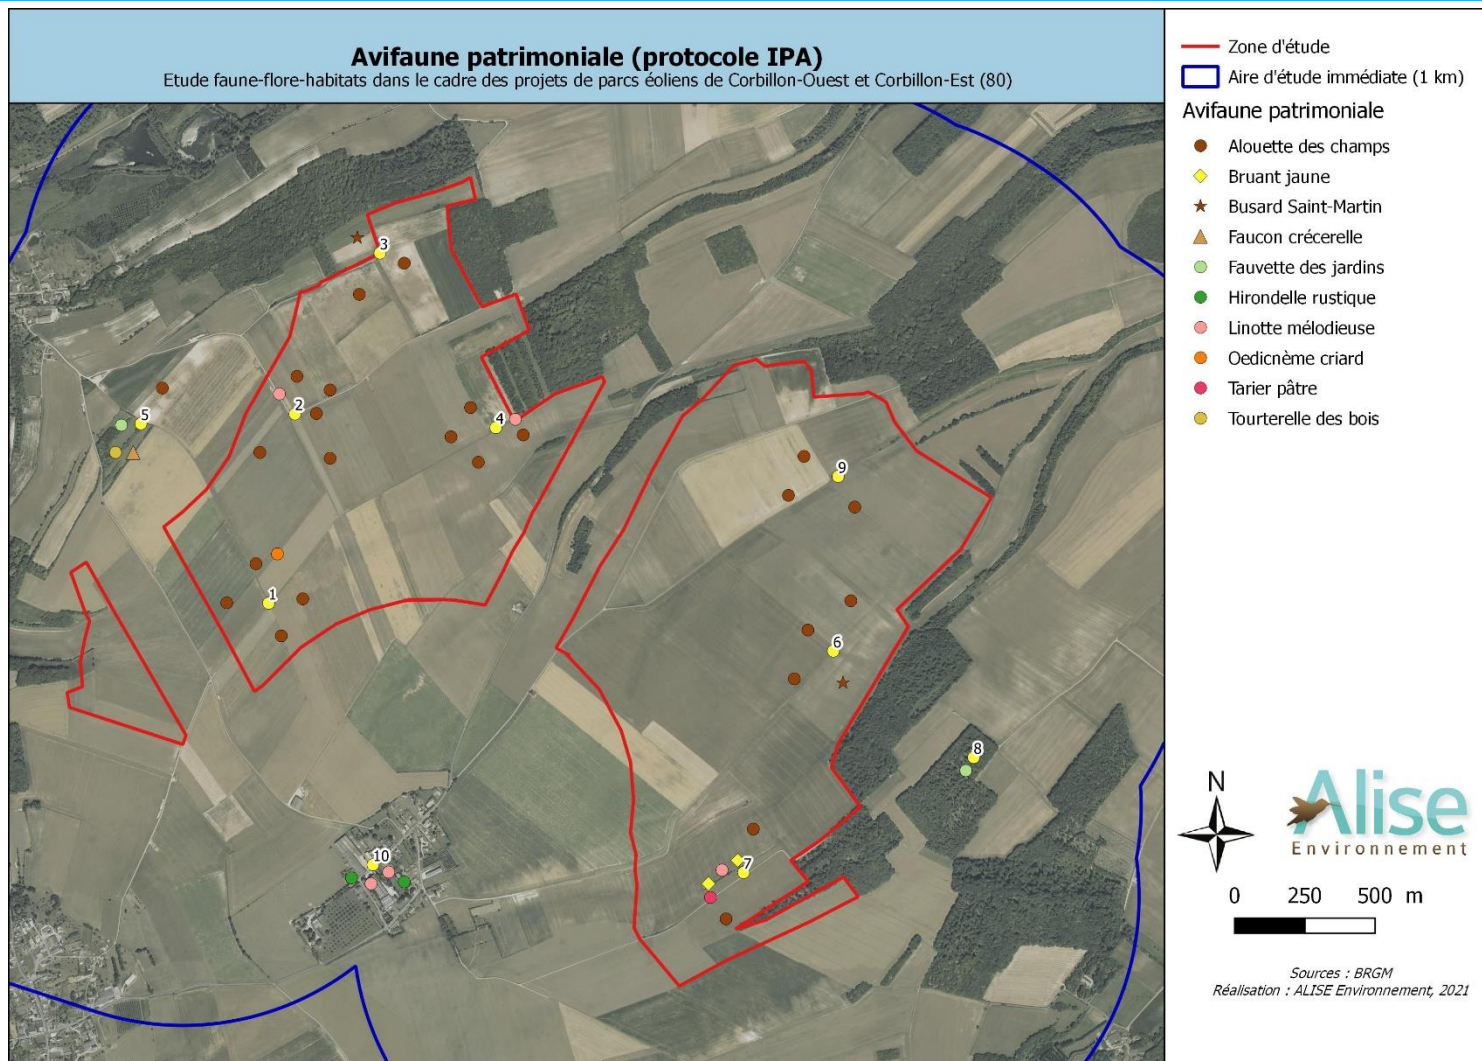 Avifaune patrimoniale (protocole IPA)
Etude faune-flore-habitats dans le cadre des projets de parcs éoliens de Corbillon-Ouest et Corbillon-Est (80)
Zone d'étude
Aire d'étude immédiate (1 km)
Avifaune patrimoniale
Alouette des champs
Bruant jaune
Busard Saint-Martin
Faucon crécerelle
Fauvette des jardins
Hirondelle rustique
Linotte mélodieuse
Oedicnème criard
Tarier pâtre
Tourterelle des bois
3
5
2
4
9
1
6
8
10
7
N
Alise
Environnement
0 250 500 m
Sources : BRGM
Réalisation : ALISE Environnement, 2021